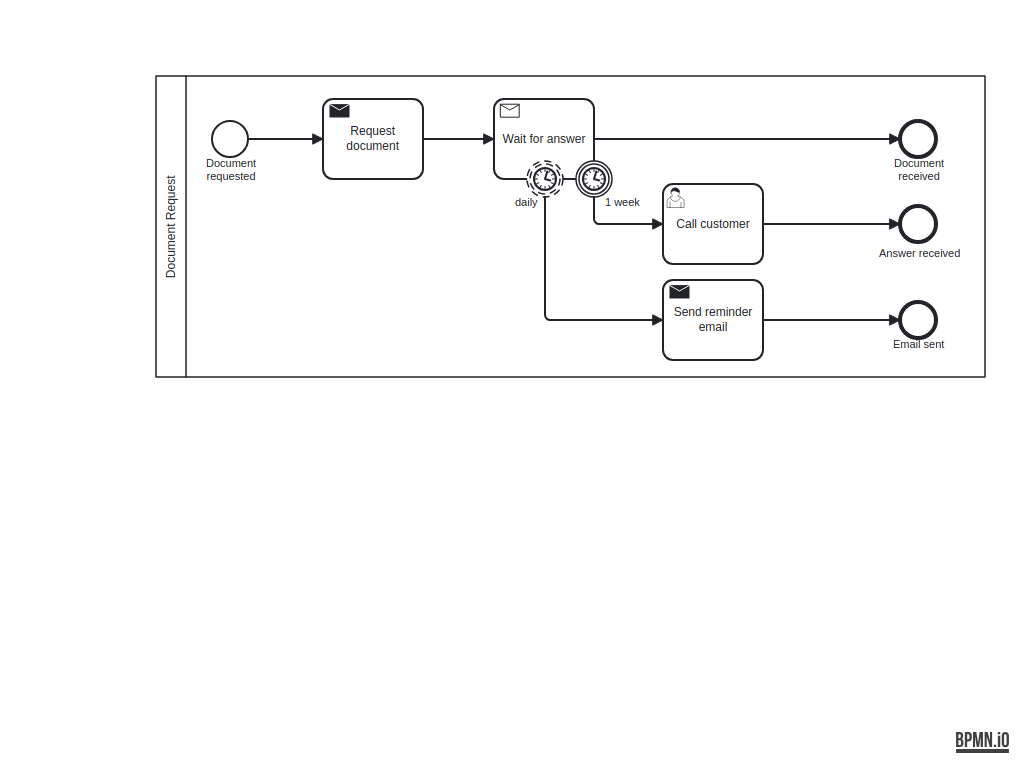 Document Request
Document
requested
Request
document
Wait for answer
daily
1 week
Call customer
Send reminder
email
Document
received
Answer received
Email sent
BPMN.iO